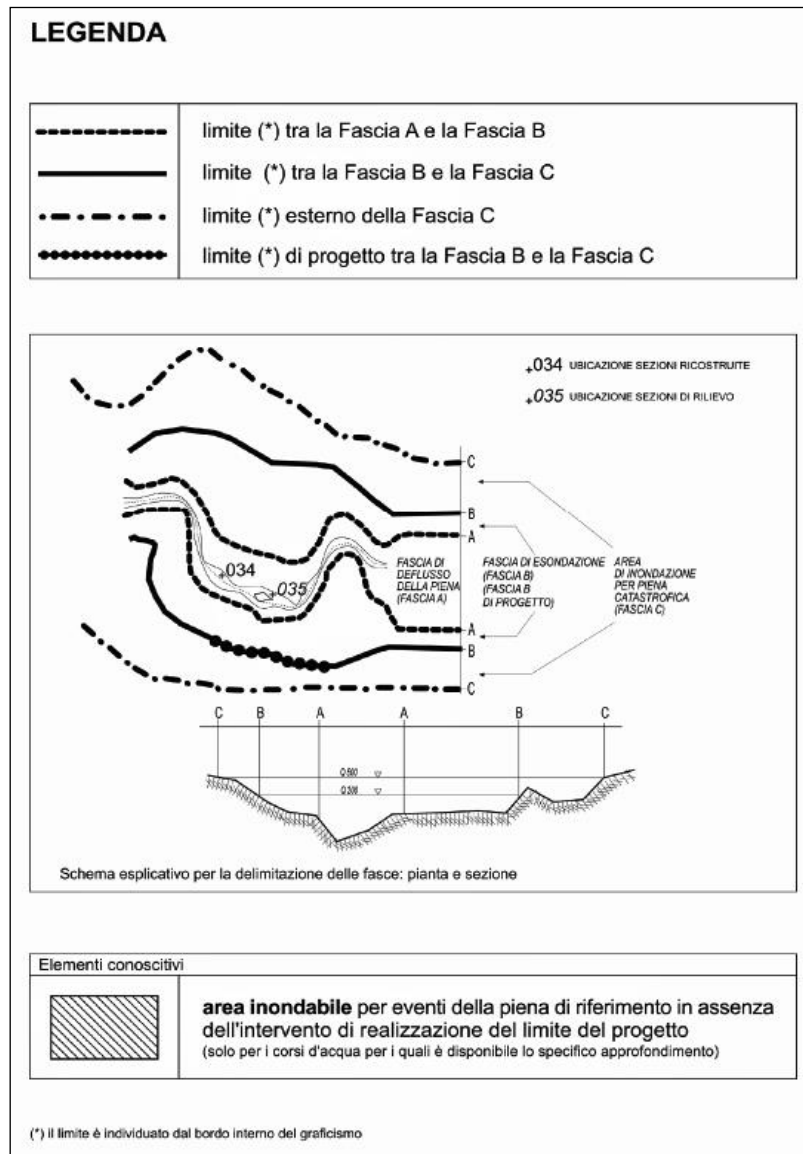 LEGENDA
limite (*) tra la Fascia A e la Fascia B
limite (*) tra la Fascia B e la Fascia C
limite (*) esterno della Fascia C
limite (*) di progetto tra la Fascia B e la Fascia C
+034 UBICAZIONE SEZIONI RICOSTRUITE
+035 UBICAZIONE SEZIONI DI RILIEVO
C
B
A
+034
+035
FASCIA DI
DEFLUSSO
DELLA PIENA
(FASCIA A)
FASCIA DI ESONDAZIONE
(FASCIA B)
(FASCIA B
DI PROGETTO)
AREA
DI INONDAZIONE
PER PIENA
CATASTROFICA
(FASCIA C)
A
B
C
C B A A B C
Q.500
Q.200
Schema esplicativo per la delimitazione delle fasce: pianta e sezione
Elementi conoscitivi
area inondabile per eventi della piena di riferimento in assenza
dell'intervento di realizzazione del limite del progetto
(solo per i corsi d'acqua per i quali è disponibile lo specifico approfondimento)
(*) il limite è individuato dal bordo interno del graficismo